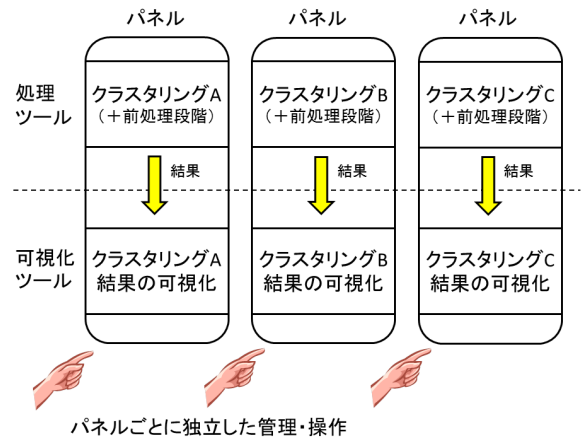 パネル
パネル
パネル
処理
ツール
クラスタリングA
（＋前処理段階）
クラスタリングB
（＋前処理段階）
クラスタリングC
（＋前処理段階）
結果
結果
結果
可視化
ツール
クラスタリングA
結果の可視化
クラスタリングB
結果の可視化
クラスタリングC
結果の可視化
パネルごとに独立した管理・操作